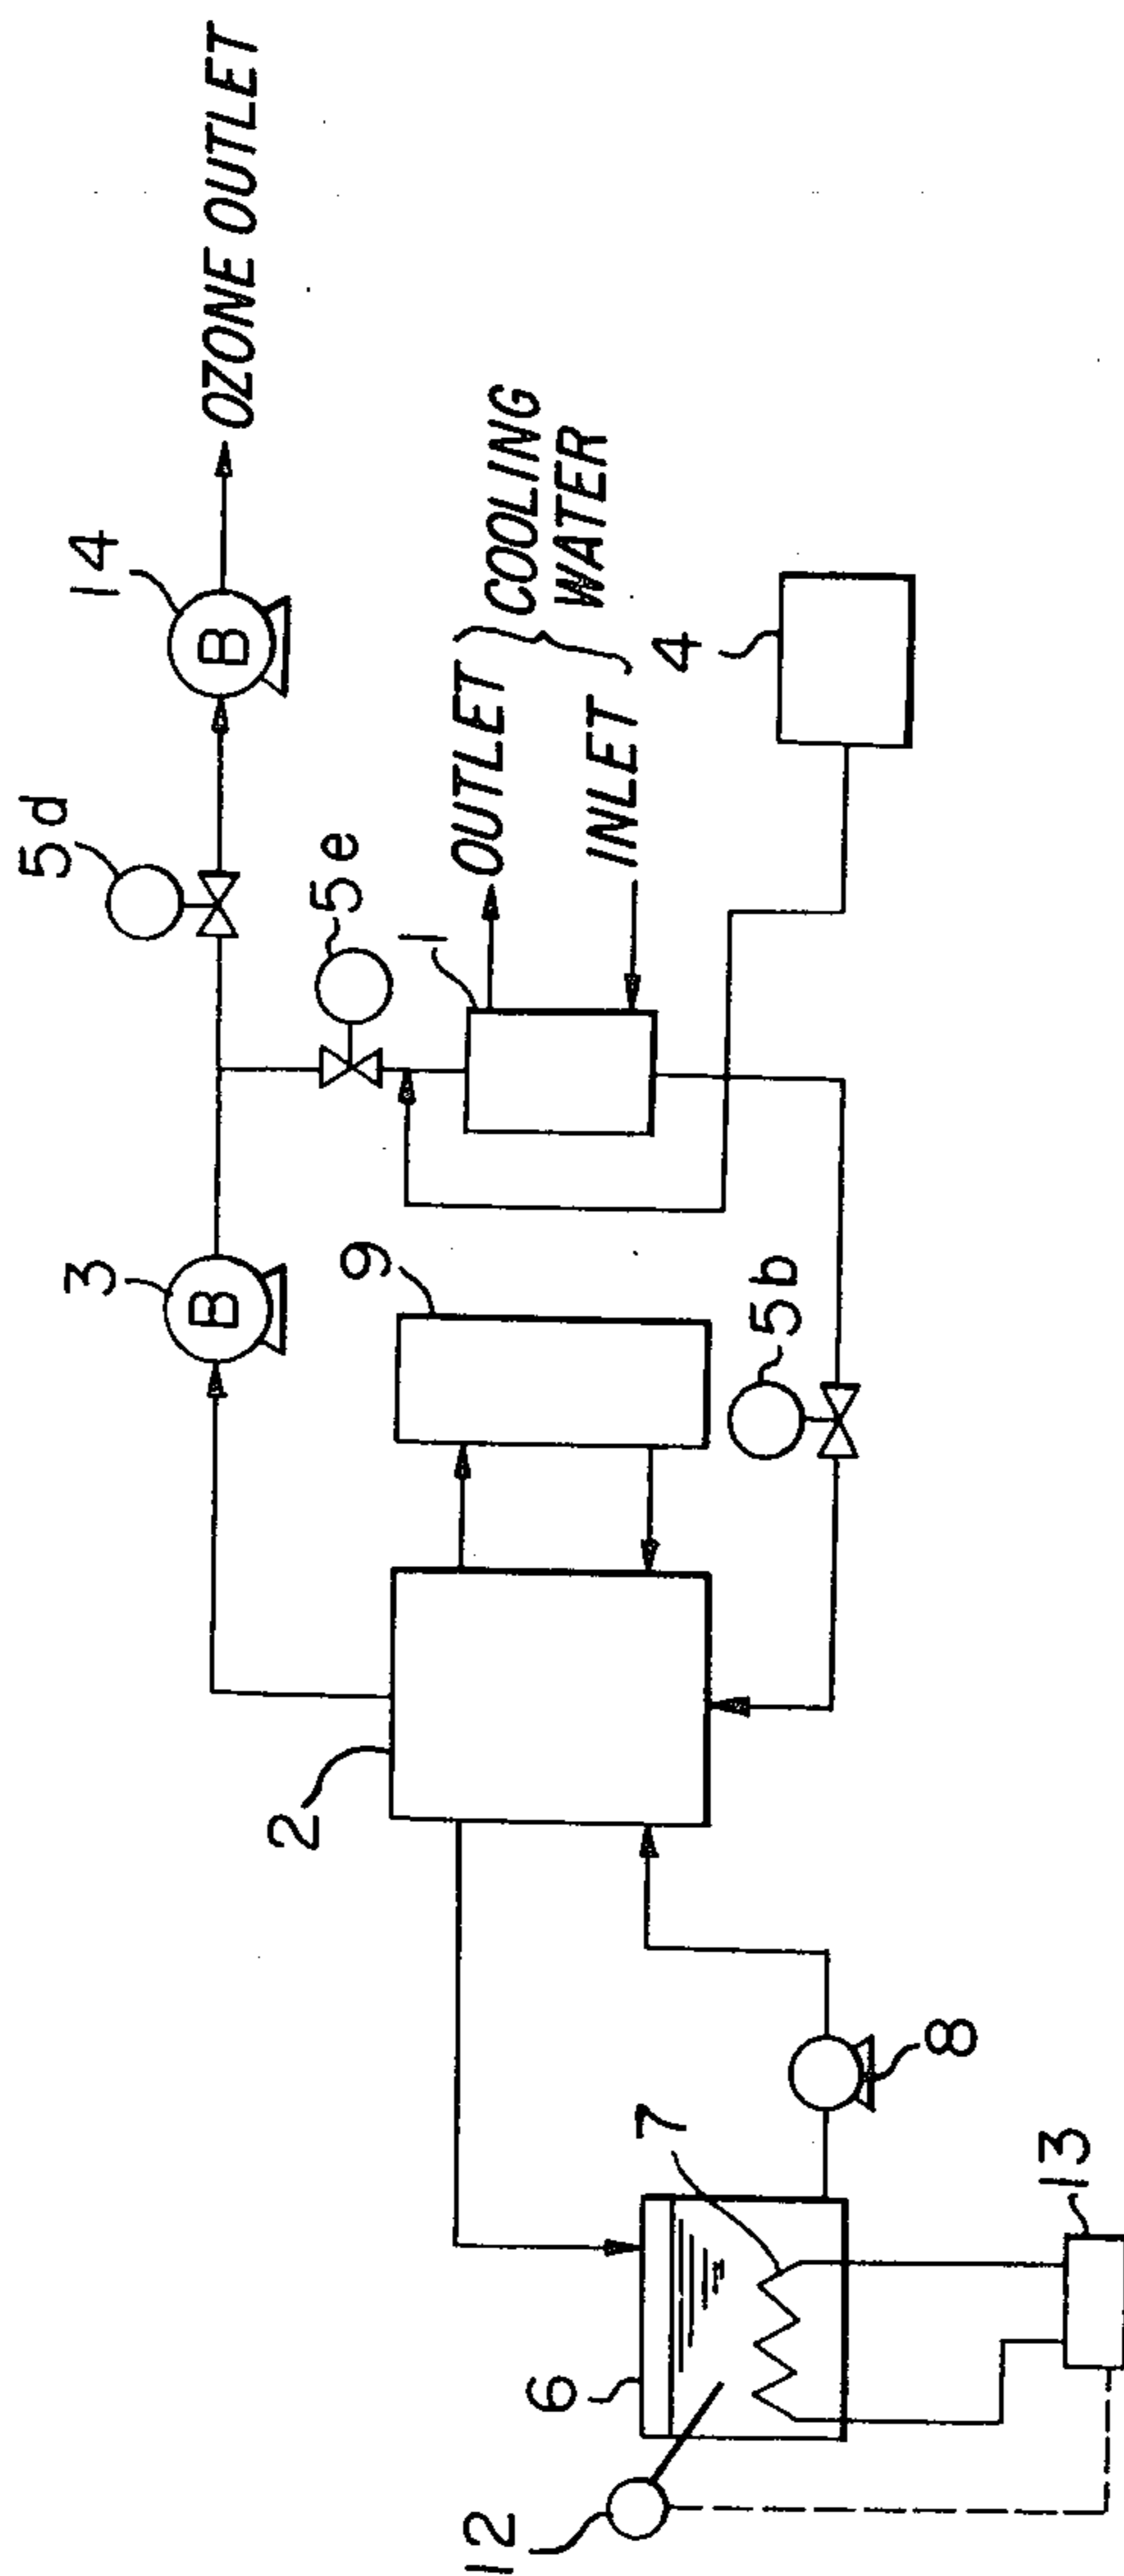 OZONE OUTLET
14
B
5d
5e
OUTLET
COOLING
WATER
INLET
1
4
3
B
9
5b
2
8
7
6
13
12